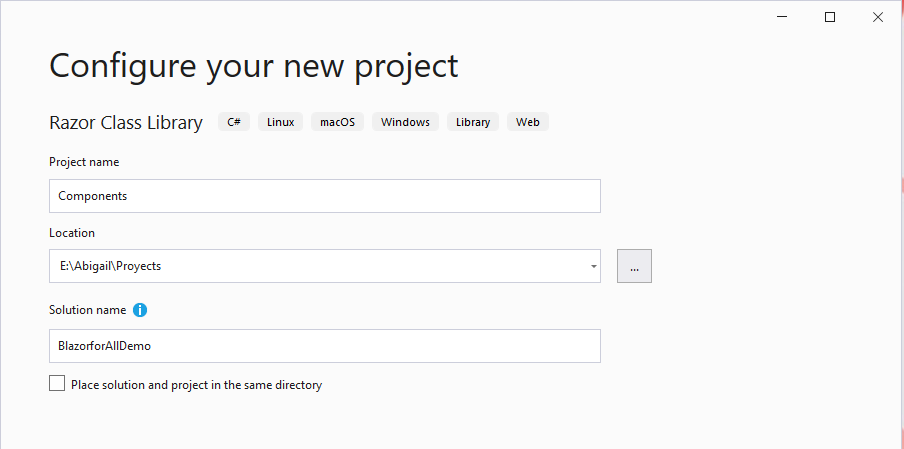 Configure your new project
Razor Class Library C# Linux macOS Windows Library Web
Project name
Components
Location
E:\Abigail\Proyects
...
Solution name i
BlazorforAllDemo
Place solution and project in the same directory